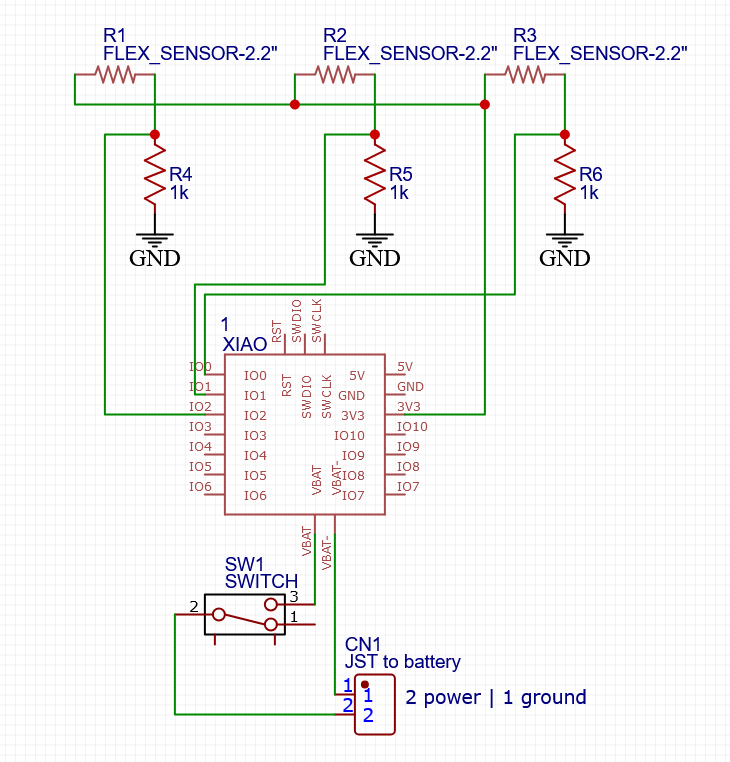 R1
FLEX_SENSOR-2.2"
R2
FLEX_SENSOR-2.2"
R3
FLEX_SENSOR-2.2"
R4
1k
R5
1k
R6
1k
GND
GND
GND
1
XIAO
RST
SWDIO
SWCLK
IO0
IO1
IO2
IO3
IO4
IO5
IO6
IO0
IO1
IO2
IO3
IO4
IO5
IO6
RST
SWDIO
SWCLK
5V
GND
3V3
IO10
IO9
IO8
IO7
5V
GND
3V3
IO10
IO9
IO8
IO7
VBAT
VBAT-
VBAT
VBAT-
SW1
SWITCH
2
3
1
CN1
JST to battery
1
1
2
2
2 power | 1 ground